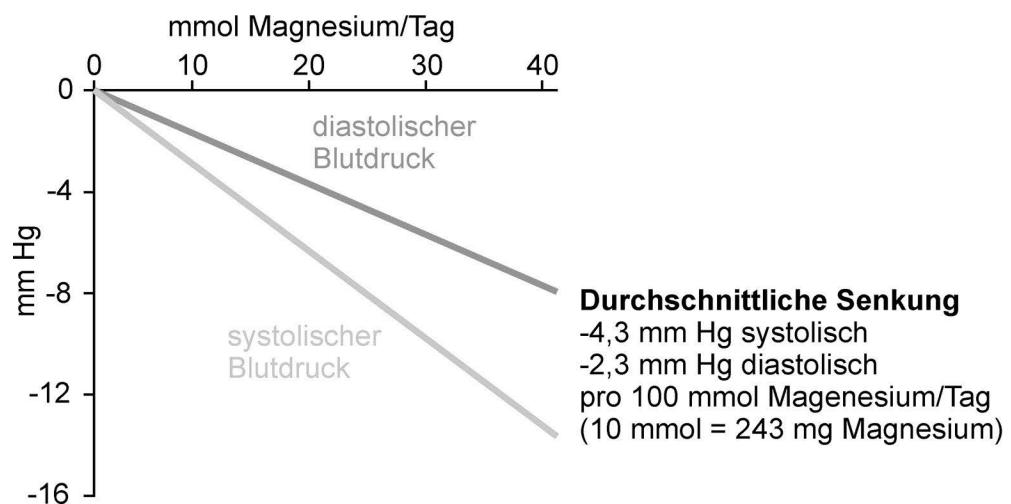 mmol Magnesium/Tag
0 10 20 30 40
0
diastolischer
Blutdruck
-4
mm Hg
-8
systolischer
Blutdruck
-12
-16
Durchschnittliche Senkung
-4,3 mm Hg systolisch
-2,3 mm Hg diastolisch
pro 100 mmol Magenesium/Tag
(10 mmol = 243 mg Magnesium)